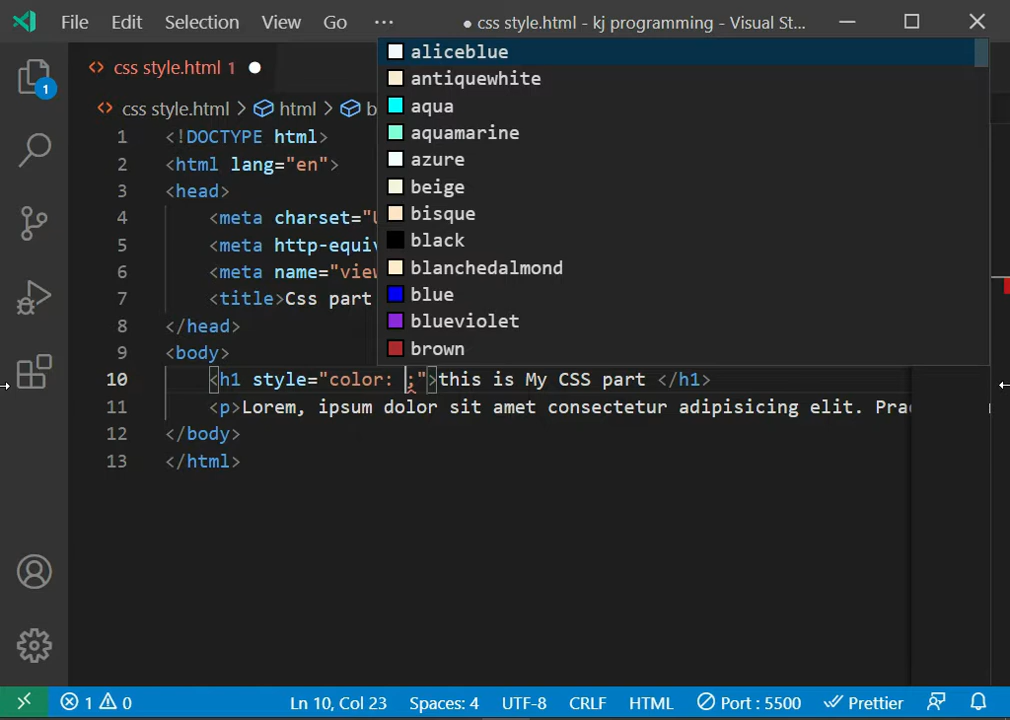 File Edit Selection View Go ··· ● css style.html - kj programming - Visual St...
<> css style.html 1 ●
<> css style.html > html > b
aliceblue
antiquewhite
aqua
aquamarine
azure
beige
bisque
black
blanchedalmond
blue
blueviolet
brown
1 <!DOCTYPE html>
2 <html lang="en">
3 <head>
4 <meta charset="U
5 <meta http-equiv
6 <meta name="view
7 <title>Css part
8 </head>
9 <body>
10 <h1 style="color: ;">this is My CSS part </h1>
11 <p>Lorem, ipsum dolor sit amet consectetur adipisicing elit. Prae
12 </body>
13 </html>
1
1 0 Ln 10, Col 23 Spaces: 4 UTF-8 CRLF HTML Port : 5500 Prettier